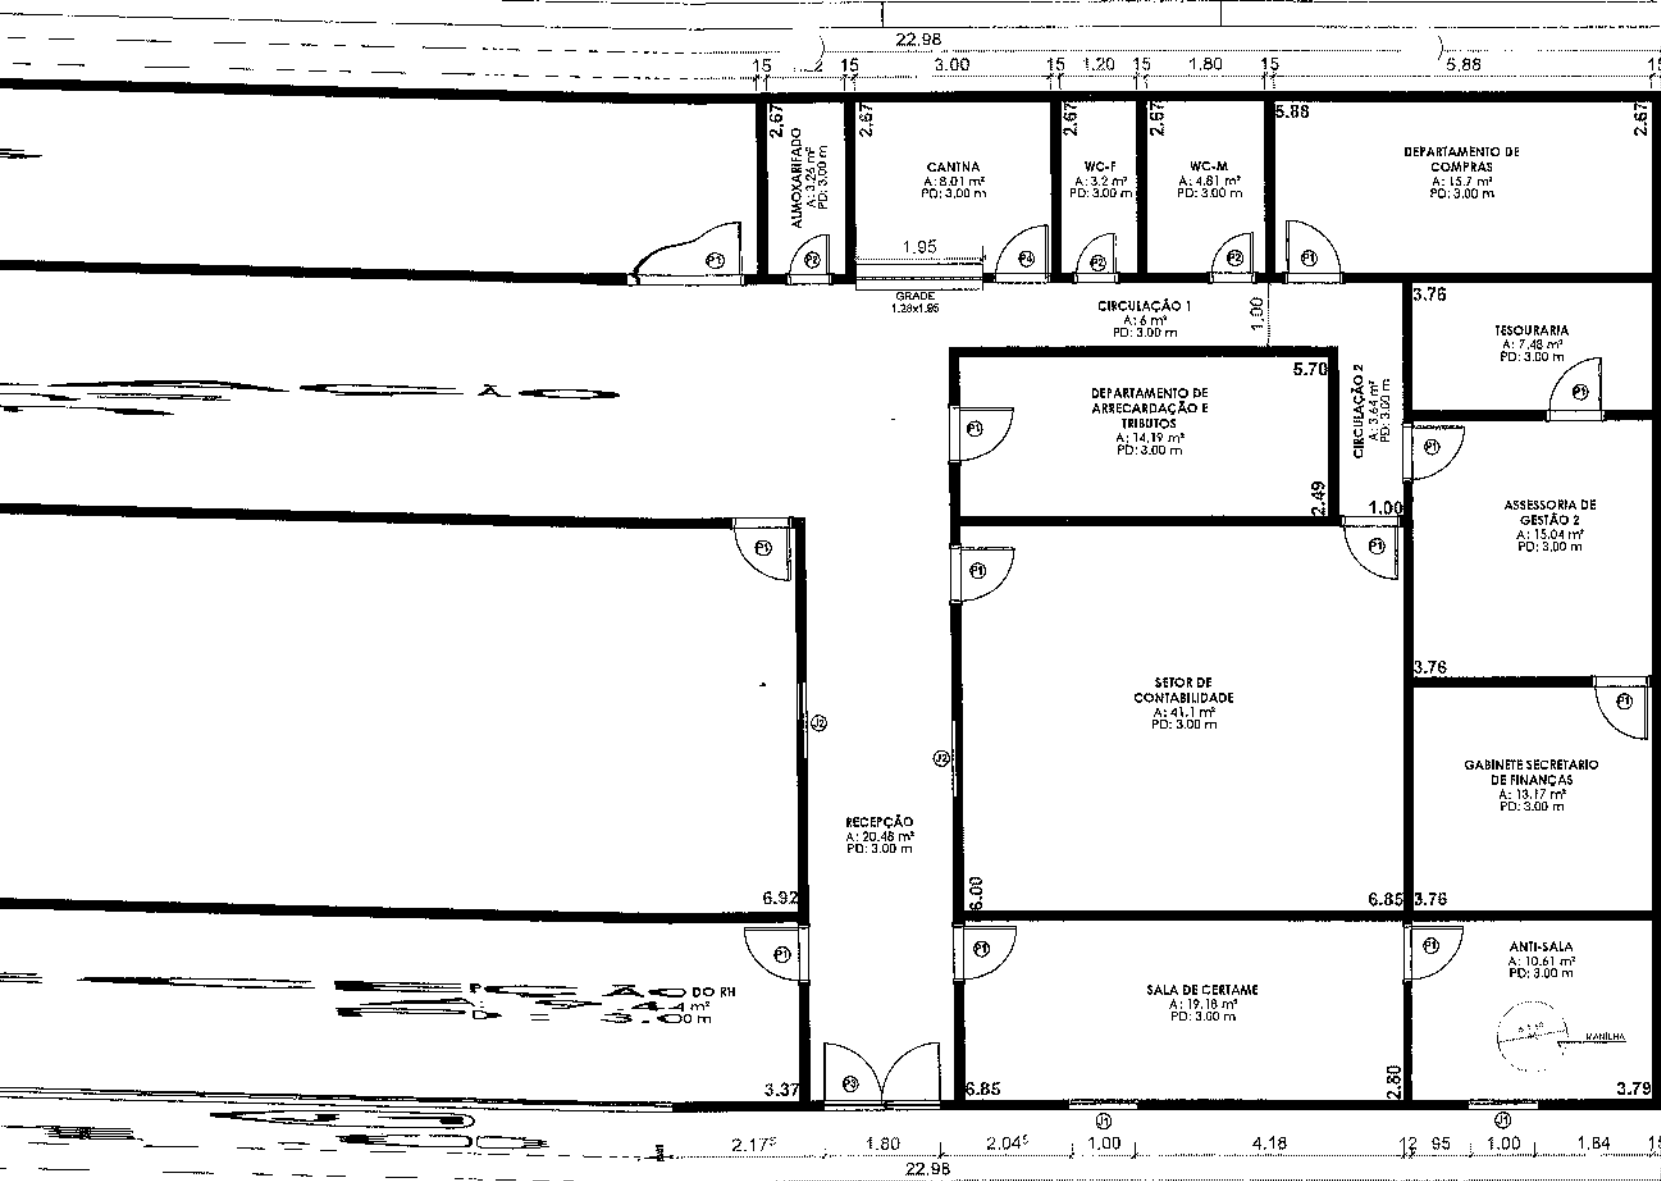 22.98
15
15
3.00
15
1.20
15
1.80
15
5.88
15
2.67
ALMOXARIFADO
A: 3.26 m²
PD: 3.00 m
P2
2.67
CANTINA
A: 8.01 m²
PD: 3.00 m
1.95
P4
GRADE
1.28x1.95
2.67
WC-F
A: 3.2 m²
PD: 3.00 m
P2
2.67
WC-M
A: 4.81 m²
PD: 3.00 m
P2
5.88
2.67
DEPARTAMENTO DE
COMPRAS
A: 15.7 m²
PD: 3.00 m
P1
P1
CIRCULAÇÃO 1
A: 6 m²
PD: 3.00 m
1.00
3.76
TESOURARIA
A: 7.48 m²
PD: 3.00 m
P1
5.70
DEPARTAMENTO DE
ARRECARDAÇÃO E
TRIBUTOS
A: 14.19 m²
PD: 3.00 m
P1
2.49
CIRCULAÇÃO 2
A: 3.64 m²
PD: 3.00 m
1.00
P1
ASSESSORIA DE
GESTÃO 2
A: 15.04 m²
PD: 3.00 m
3.76
P1
P1
P1
SETOR DE
CONTABILIDADE
A: 41.1 m²
PD: 3.00 m
P1
J2
J2
GABINETE SECRETARIO
DE FINANÇAS
A: 13.17 m²
PD: 3.00 m
RECEPÇÃO
A: 20.48 m²
PD: 3.00 m
6.92
6.00
6.85
3.76
P1
P1
P1
ANTI-SALA
A: 10.61 m²
PD: 3.00 m
MANILHA
DO RH
SALA DE CERTAME
A: 19.18 m²
PD: 3.00 m
3.37
P3
6.85
2.80
3.79
J1
J1
2.17⁵
1.80
2.04⁵
1.00
4.18
12
95
1.00
1.84
15
22.98